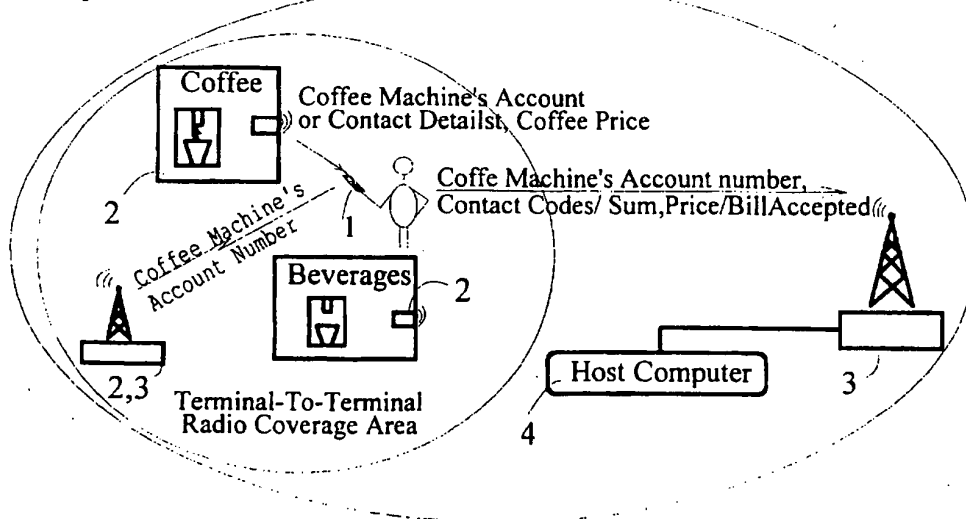 Coffee
Coffee Machine's Account
or Contact Detailst, Coffee Price
2
1
Coffe Machine's Account number,
Contact Codes/ Sum,Price/BillAccepted
Coffee Machine's
Account Number
Beverages
2
2,3
Terminal-To-Terminal
Radio Coverage Area
Host Computer
3
4